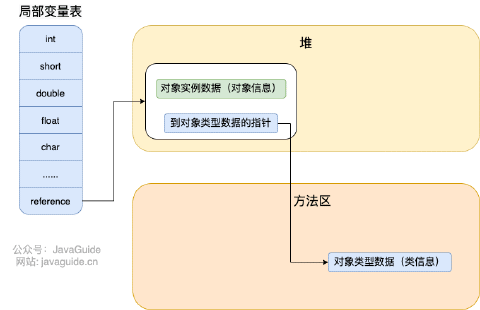 局部变量表
int
short
double
float
char
......
reference
堆
对象实例数据（对象信息）
到对象类型数据的指针
方法区
对象类型数据（类信息）
公众号：JavaGuide
网站: javaguide.cn